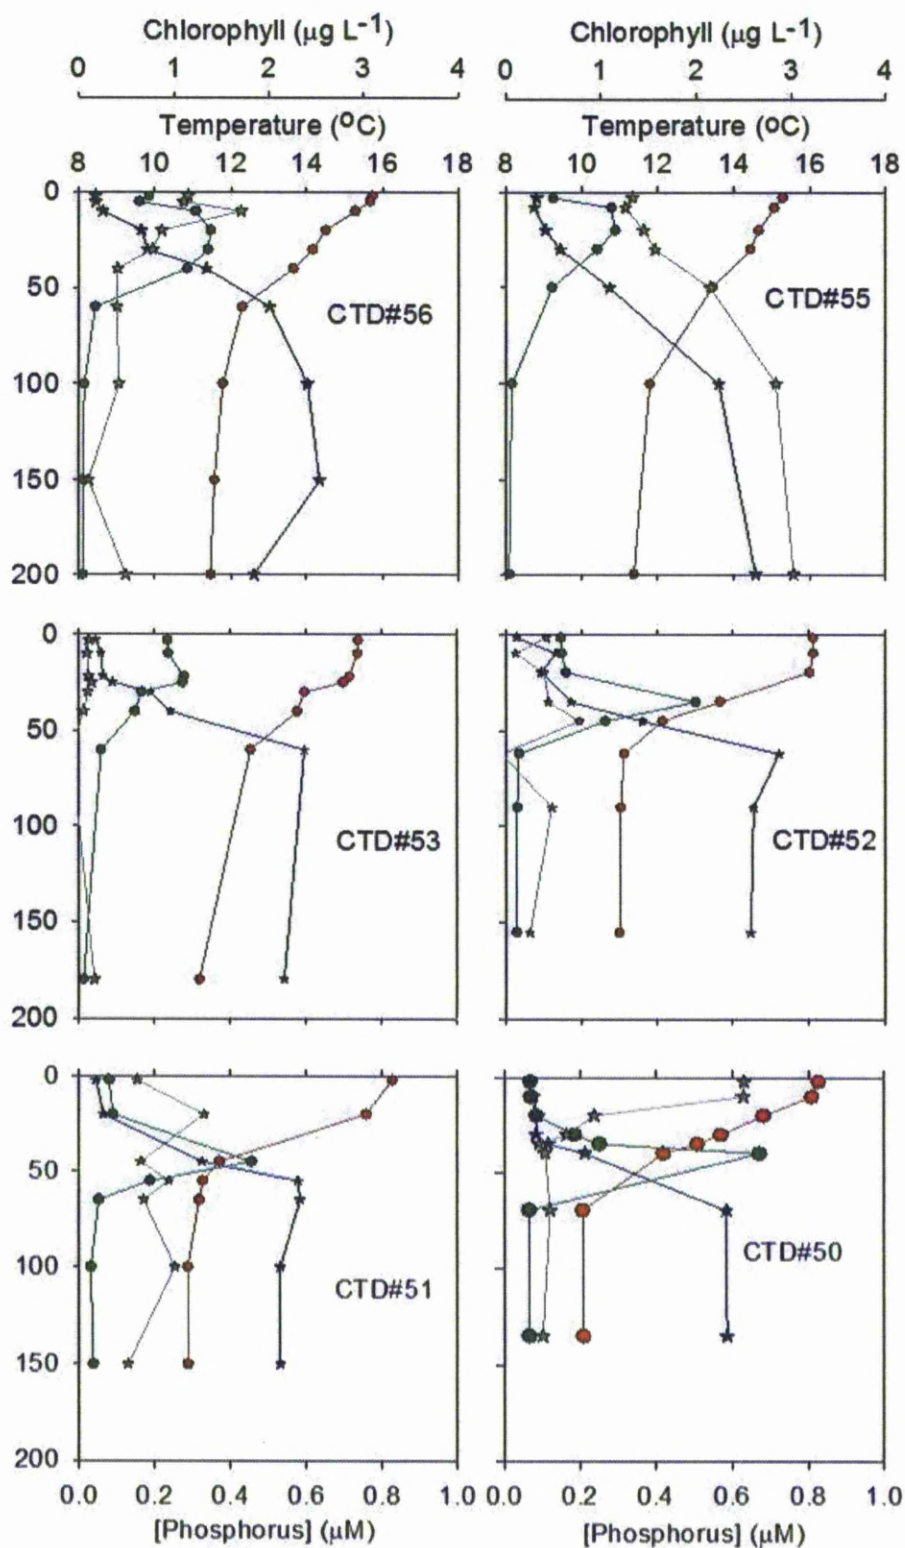 Chlorophyll (µg L-1) Chlorophyll (µg L-1)
0 1 2 3 4 0 1 2 3 4
Temperature (OC) Temperature (oC)
8 10 12 14 16 18 8 10 12 14 16 18
0
50
CTD#56 CTD#55
100
150
200
0
50
100
CTD#53 CTD#52
150
200
0
50
100
CTD#51 CTD#50
150
200
0.0 0.2 0.4 0.6 0.8 1.0 0.0 0.2 0.4 0.6 0.8 1.0
[Phosphorus] (µM) [Phosphorus] (µM)